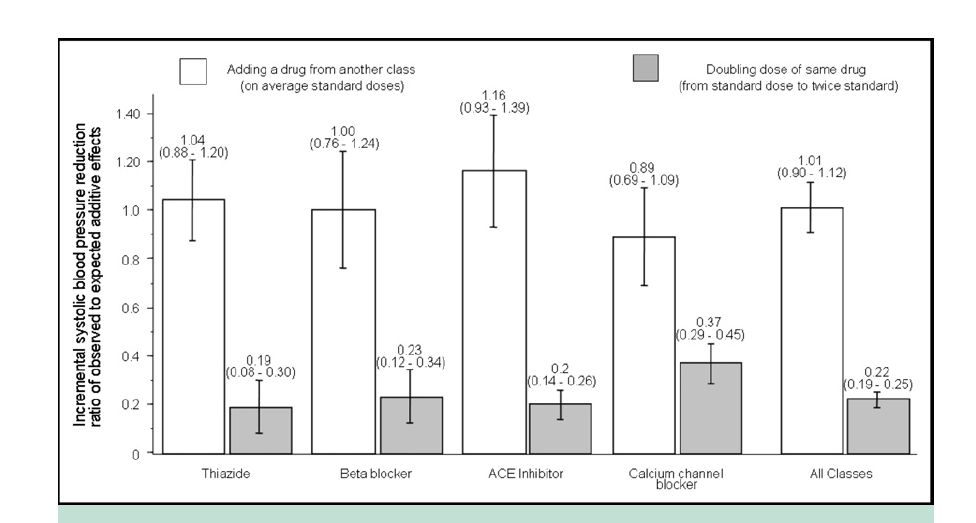 Adding a drug from another class
(on average standard doses)
Doubling dose of same drug
(from standard dose to twice standard)
Incremental systolic blood pressure reduction
ratio of observed to expected additive effects
1.40
1.20
1.0
0.8
0.6
0.4
0.2
0
1.04
(0.88 - 1.20)
0.19
(0.08 - 0.30)
1.00
(0.76 - 1.24)
0.23
(0.12 - 0.34)
1.16
(0.93 - 1.39)
0.2
(0.14 - 0.26)
0.89
(0.69 - 1.09)
0.37
(0.29 - 0.45)
1.01
(0.90 - 1.12)
0.22
(0.19 - 0.25)
Thiazide
Beta blocker
ACE Inhibitor
Calcium channel
blocker
All Classes